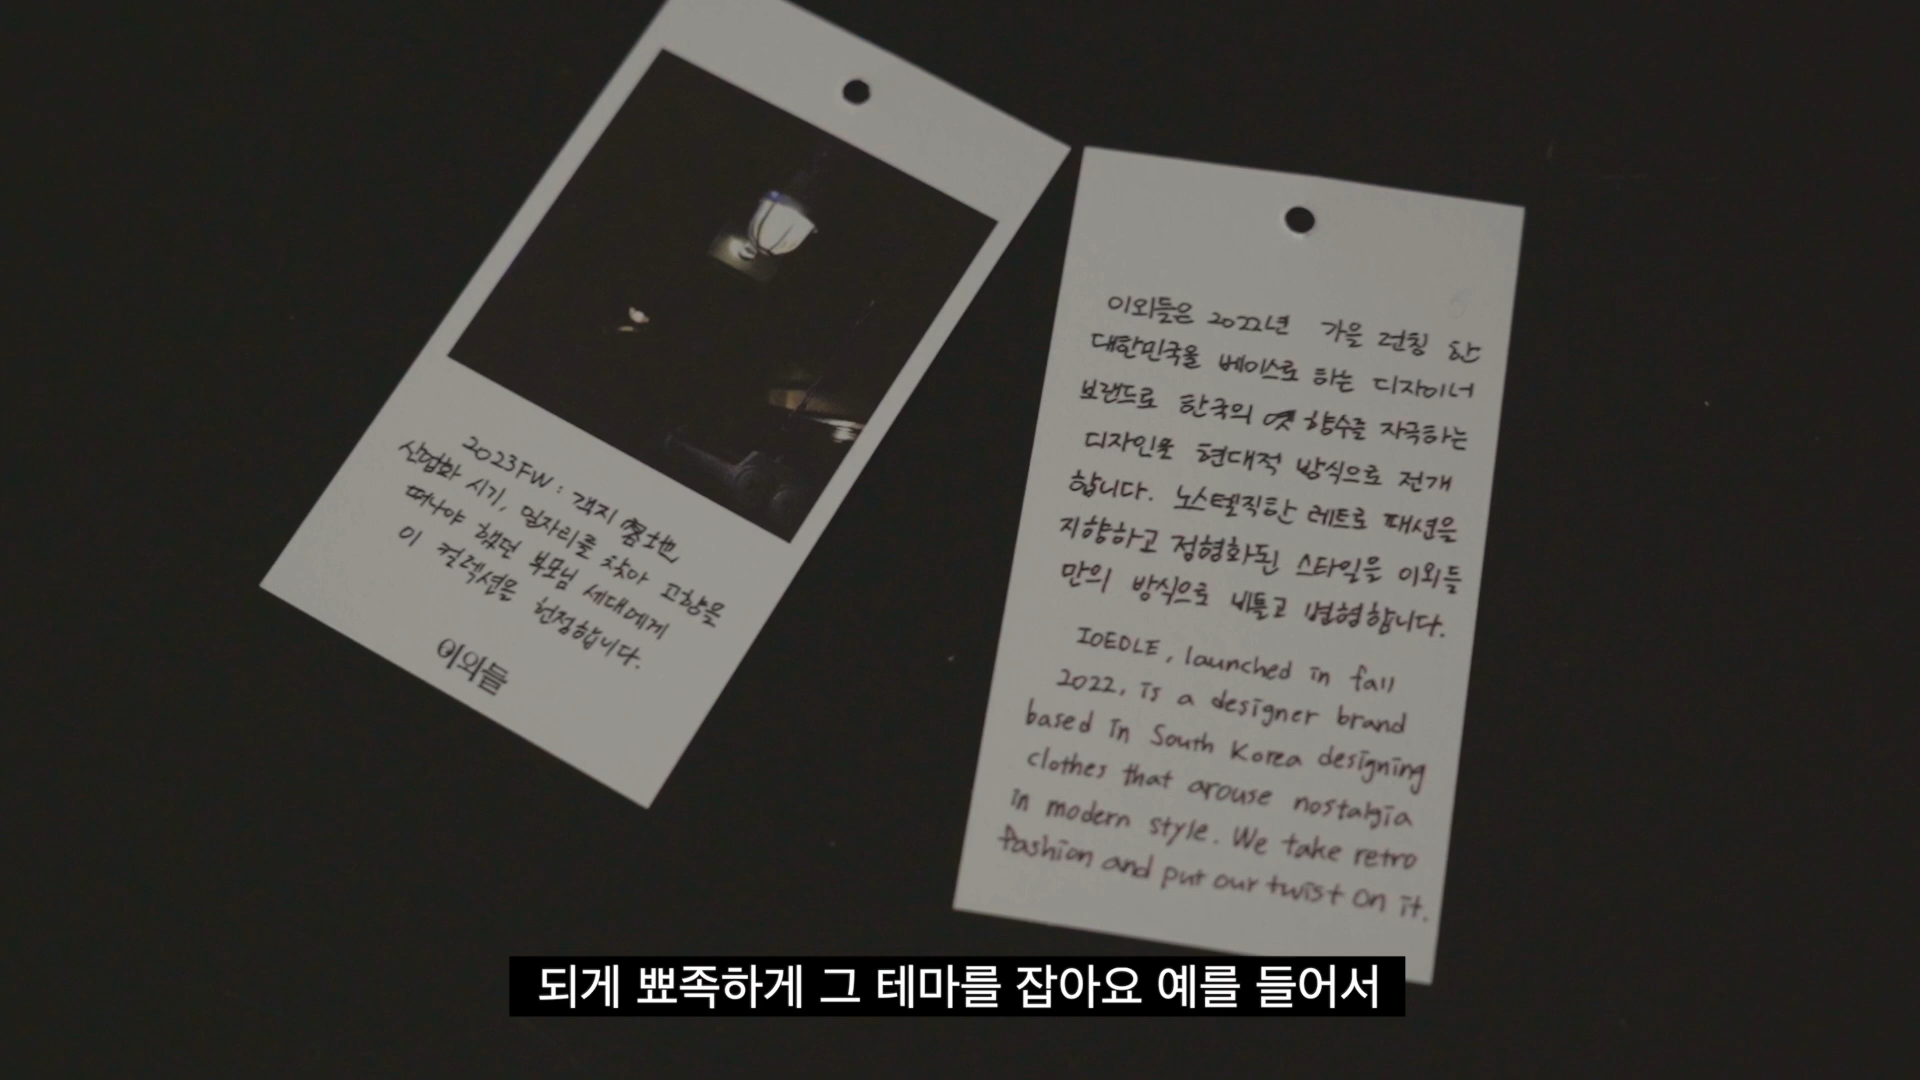 2023FW : 객지 客地
산업화 시기, 일자리를 찾아 고향을
떠나야 했던 부모님 세대에게
이 컬렉션을 헌정합니다.
이외들
이외들은 2022년 가을 런칭 한
대한민국을 베이스로 하는 디자이너
브랜드로 한국의 옛 향수를 자극하는
디자인을 현대적 방식으로 전개
합니다. 노스텔직한 레트로 패션을
지향하고 정형화된 스타일을 이외들
만의 방식으로 비틀고 변형합니다.
IOEDLE, launched in fall
2022, is a designer brand
based in South Korea designing
clothes that arouse nostalgia
in modern style. We take retro
fashion and put our twist on it.
되게 뾰족하게 그 테마를 잡아요 예를 들어서